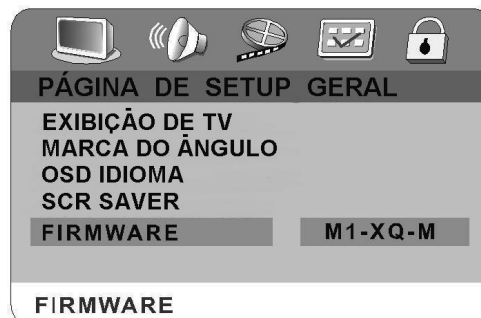 PÁGINA DE SETUP GERAL
EXIBIÇÃO DE TV
MARCA DO ÂNGULO
OSD IDIOMA
SCR SAVER
FIRMWARE M1-XQ-M
FIRMWARE